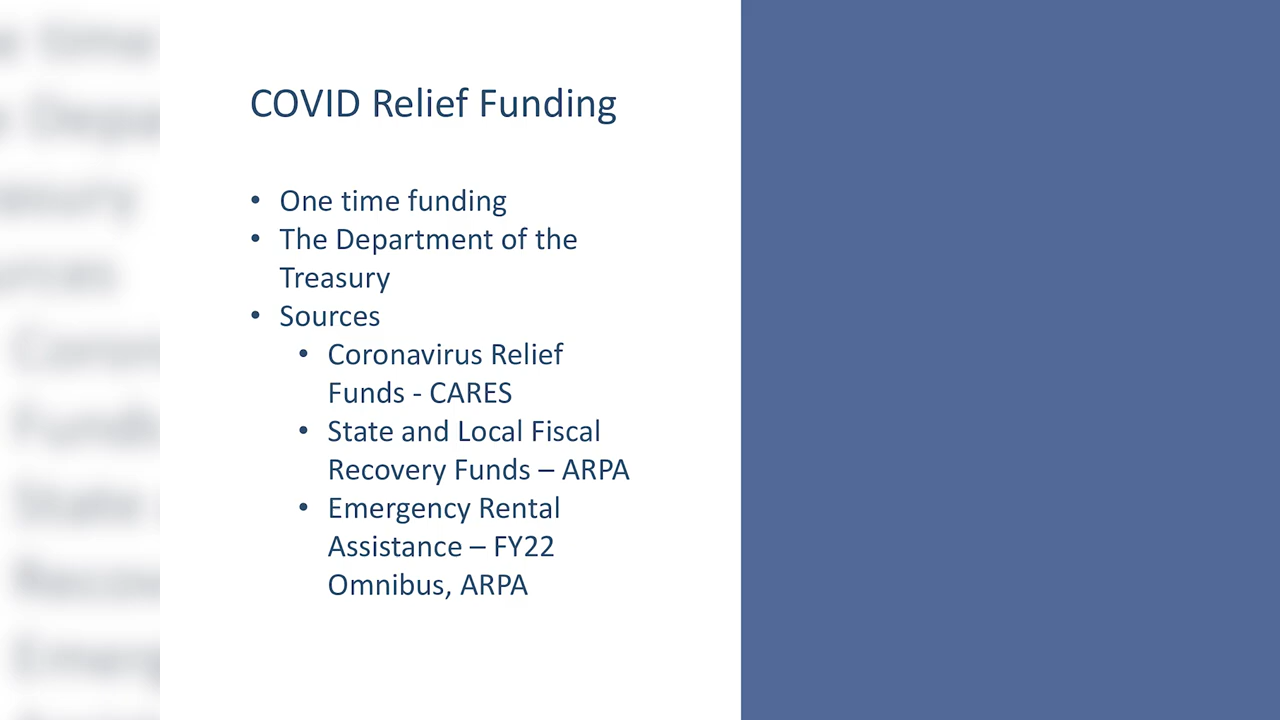 COVID Relief Funding
• One time funding
• The Department of the
Treasury
• Sources
• Coronavirus Relief
Funds - CARES
• State and Local Fiscal
Recovery Funds – ARPA
• Emergency Rental
Assistance – FY22
Omnibus, ARPA